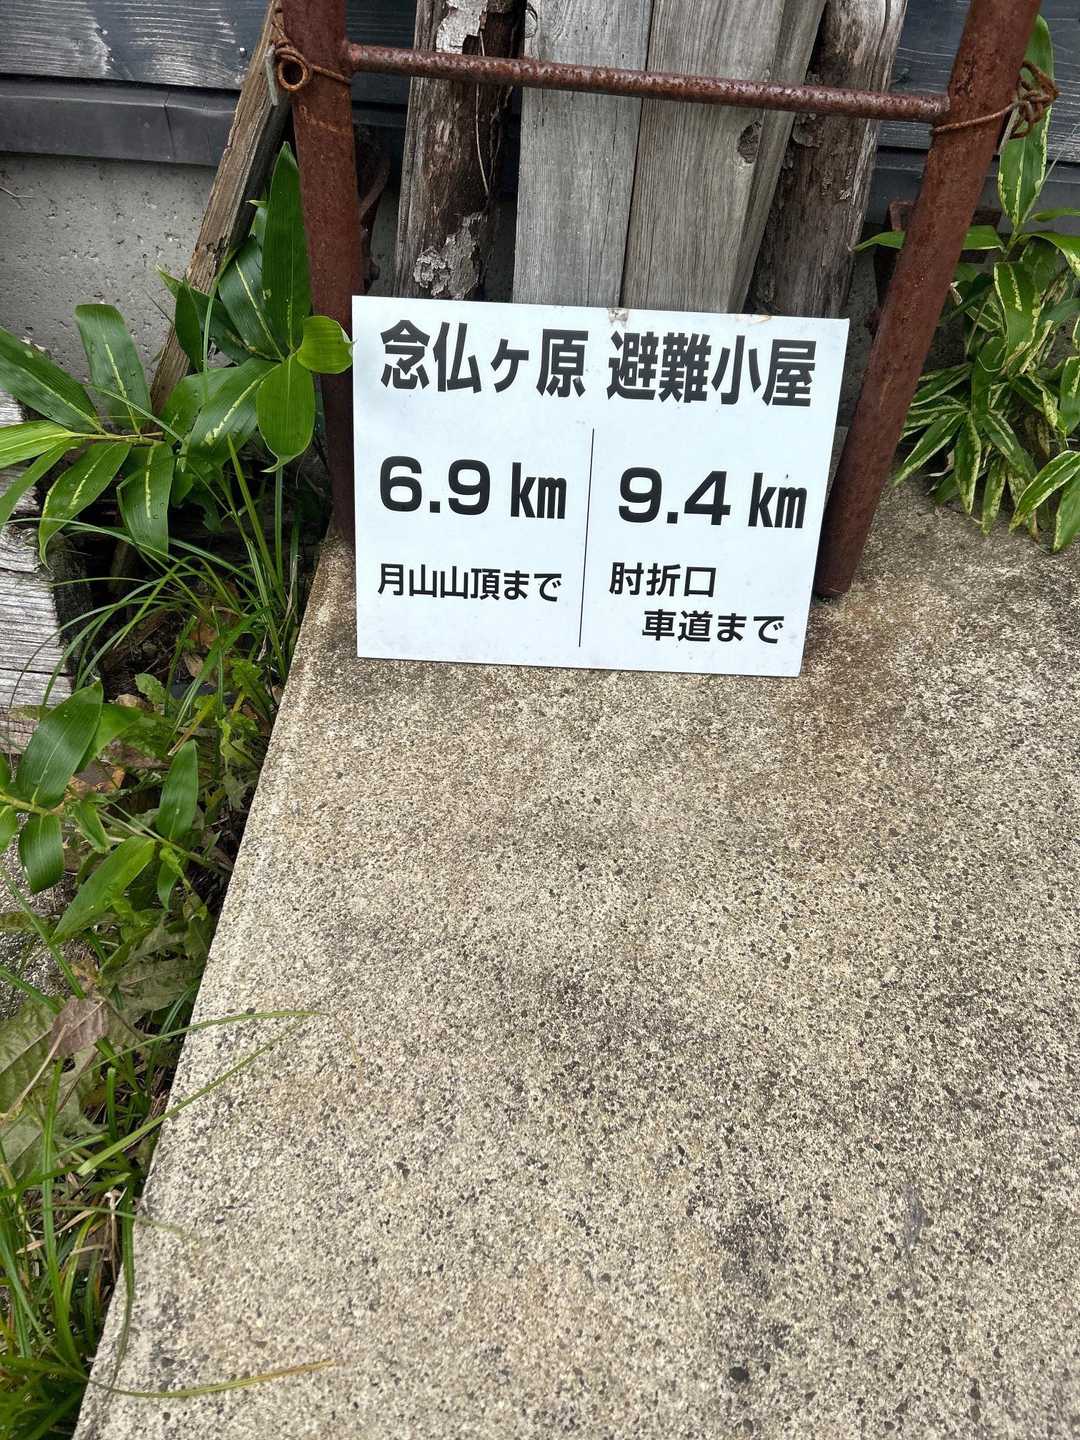 念仏ヶ原 避難小屋
6.9 km
月山山頂まで
9.4 km
肘折口
車道まで